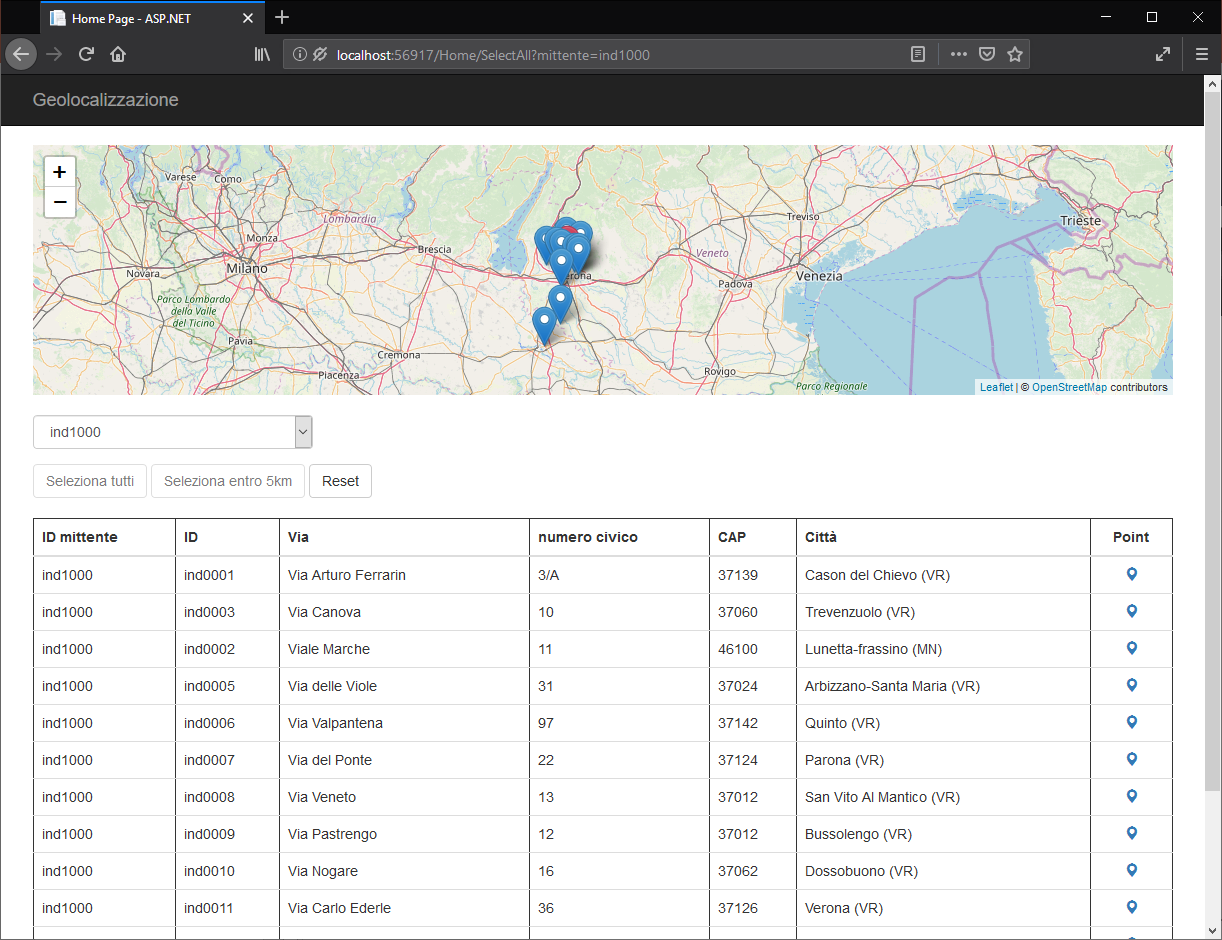 Home Page - ASP.NET
localhost:56917/Home/SelectAll?mittente=ind1000
Geolocalizzazione
+
−
Varese
Como
Lombardia
Monza
Milano
Novara
Parco Lombardo
della Valle
del Ticino
Pavia
Piacenza
Cremona
Brescia
Treviso
Veneto
Padova
Venezia
Trieste
Rovigo
Parco Regionale
Leaflet | © OpenStreetMap contributors
ind1000
Seleziona tutti Seleziona entro 5km Reset
ID mittente ID Via numero civico CAP Città Point
ind1000 ind0001 Via Arturo Ferrarin 3/A 37139 Cason del Chievo (VR)
ind1000 ind0003 Via Canova 10 37060 Trevenzuolo (VR)
ind1000 ind0002 Viale Marche 11 46100 Lunetta-frassino (MN)
ind1000 ind0005 Via delle Viole 31 37024 Arbizzano-Santa Maria (VR)
ind1000 ind0006 Via Valpantena 97 37142 Quinto (VR)
ind1000 ind0007 Via del Ponte 22 37124 Parona (VR)
ind1000 ind0008 Via Veneto 13 37012 San Vito Al Mantico (VR)
ind1000 ind0009 Via Pastrengo 12 37012 Bussolengo (VR)
ind1000 ind0010 Via Nogare 16 37062 Dossobuono (VR)
ind1000 ind0011 Via Carlo Ederle 36 37126 Verona (VR)